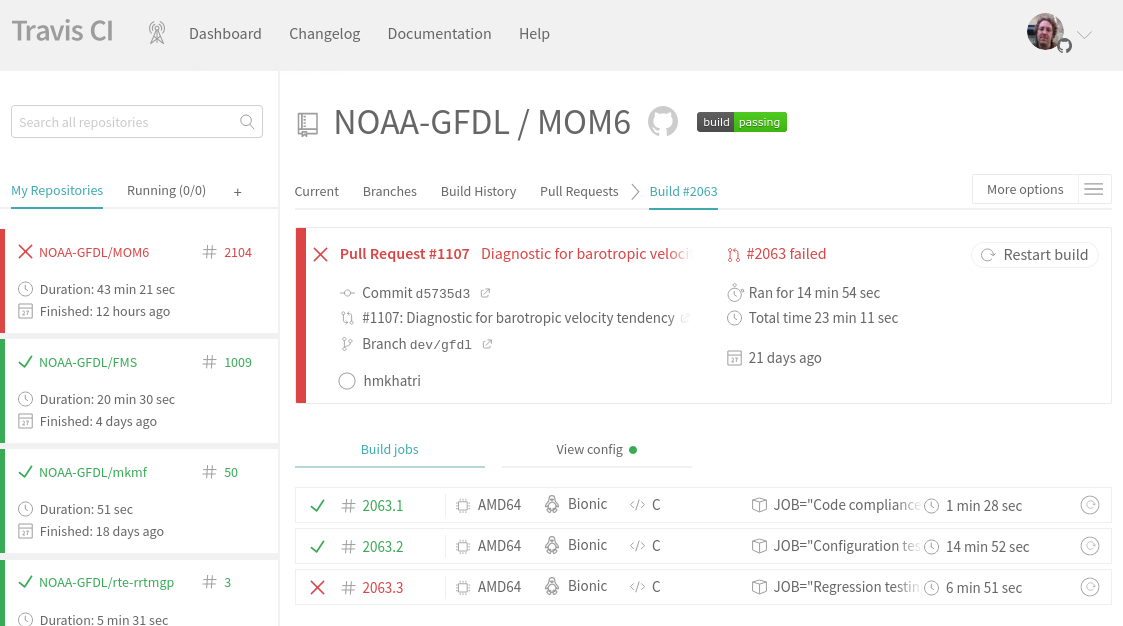 Travis CI
Dashboard Changelog Documentation Help
Search all repositories
My Repositories Running (0/0) +
NOAA-GFDL/MOM6 # 2104
Duration: 43 min 21 sec
Finished: 12 hours ago
NOAA-GFDL/FMS # 1009
Duration: 20 min 30 sec
Finished: 4 days ago
NOAA-GFDL/mkmf # 50
Duration: 51 sec
Finished: 18 days ago
NOAA-GFDL/rte-rrtmgp # 3
Duration: 5 min 31 sec
NOAA-GFDL / MOM6 build passing
Current Branches Build History Pull Requests Build #2063 More options
Pull Request #1107 Diagnostic for barotropic veloci
#2063 failed
Restart build
Commit d5735d3
#1107: Diagnostic for barotropic velocity tendency
Branch dev/gfdl
hmkhatri
Ran for 14 min 54 sec
Total time 23 min 11 sec
21 days ago
Build jobs View config
# 2063.1 AMD64 Bionic </> C JOB="Code compliance 1 min 28 sec
# 2063.2 AMD64 Bionic </> C JOB="Configuration tes 14 min 52 sec
# 2063.3 AMD64 Bionic </> C JOB="Regression testin 6 min 51 sec